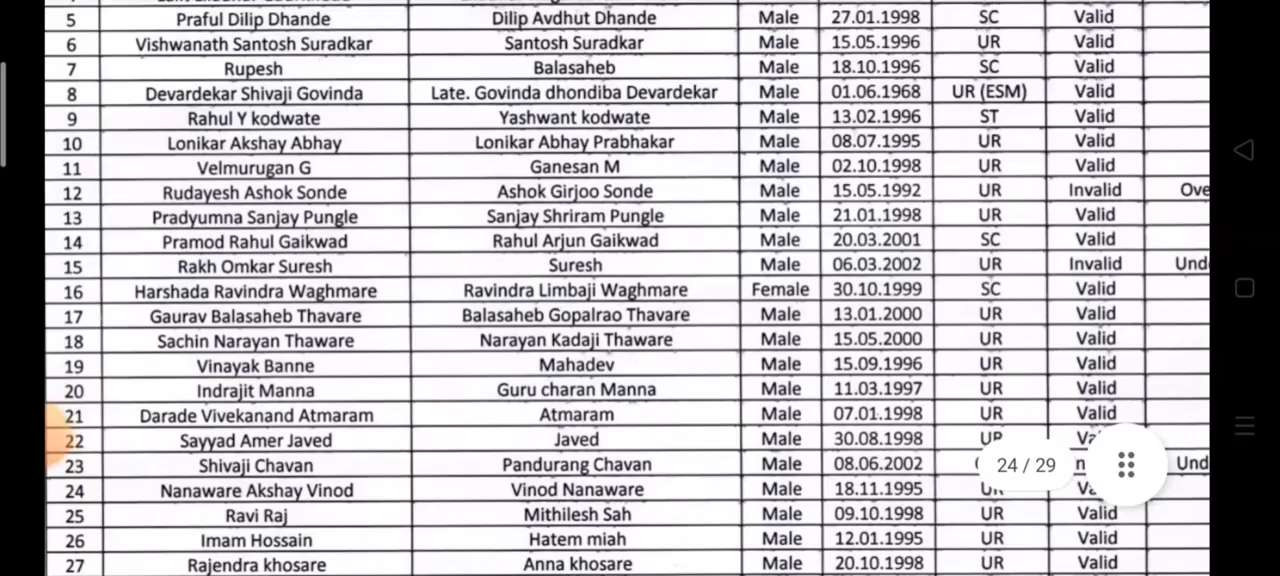 5 Praful Dilip Dhande Dilip Avdhut Dhande Male 27.01.1998 SC Valid
6 Vishwanath Santosh Suradkar Santosh Suradkar Male 15.05.1996 UR Valid
7 Rupesh Balasaheb Male 18.10.1996 SC Valid
8 Devardekar Shivaji Govinda Late. Govinda dhondiba Devardekar Male 01.06.1968 UR (ESM) Valid
9 Rahul Y kodwate Yashwant kodwate Male 13.02.1996 ST Valid
10 Lonikar Akshay Abhay Lonikar Abhay Prabhakar Male 08.07.1995 UR Valid
11 Velmurugan G Ganesan M Male 02.10.1998 UR Valid
12 Rudayesh Ashok Sonde Ashok Girjoo Sonde Male 15.05.1992 UR Invalid Ove
13 Pradyumna Sanjay Pungle Sanjay Shriram Pungle Male 21.01.1998 UR Valid
14 Pramod Rahul Gaikwad Rahul Arjun Gaikwad Male 20.03.2001 SC Valid
15 Rakh Omkar Suresh Suresh Male 06.03.2002 UR Invalid Und
16 Harshada Ravindra Waghmare Ravindra Limbaji Waghmare Female 30.10.1999 SC Valid
17 Gaurav Balasaheb Thavare Balasaheb Gopalrao Thavare Male 13.01.2000 UR Valid
18 Sachin Narayan Thaware Narayan Kadaji Thaware Male 15.05.2000 UR Valid
19 Vinayak Banne Mahadev Male 15.09.1996 UR Valid
20 Indrajit Manna Guru charan Manna Male 11.03.1997 UR Valid
21 Darade Vivekanand Atmaram Atmaram Male 07.01.1998 UR Valid
22 Sayyad Amer Javed Javed Male 30.08.1998 UR Va
23 Shivaji Chavan Pandurang Chavan Male 08.06.2002 24 / 29 Und
24 Nanaware Akshay Vinod Vinod Nanaware Male 18.11.1995 UR Va
25 Ravi Raj Mithilesh Sah Male 09.10.1998 UR Valid
26 Imam Hossain Hatem miah Male 12.01.1995 UR Valid
27 Rajendra khosare Anna khosare Male 20.10.1998 UR Valid